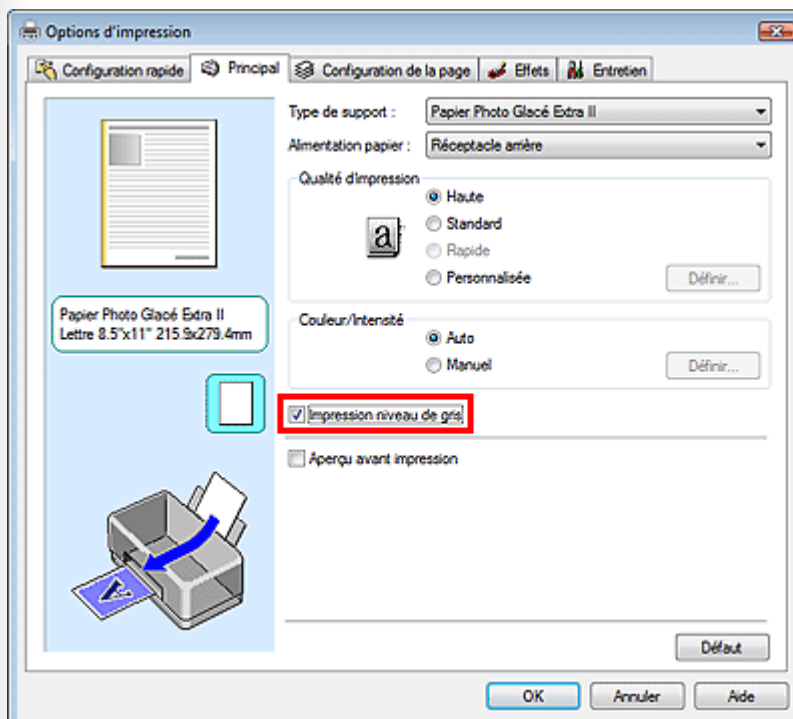 Options d'impression
Configuration rapide Principal Configuration de la page Effets Entretien
Type de support : Papier Photo Glacé Extra II
Alimentation papier : Réceptacle arrière
Qualité d'impression
Haute
a Standard
Rapide
Personnalisée Définir...
Papier Photo Glacé Extra II
Lettre 8.5"x11" 215.9x279.4mm
Couleur/Intensité
Auto
Manuel Définir...
Impression niveau de gris
Aperçu avant impression
A
Défaut
OK Annuler Aide